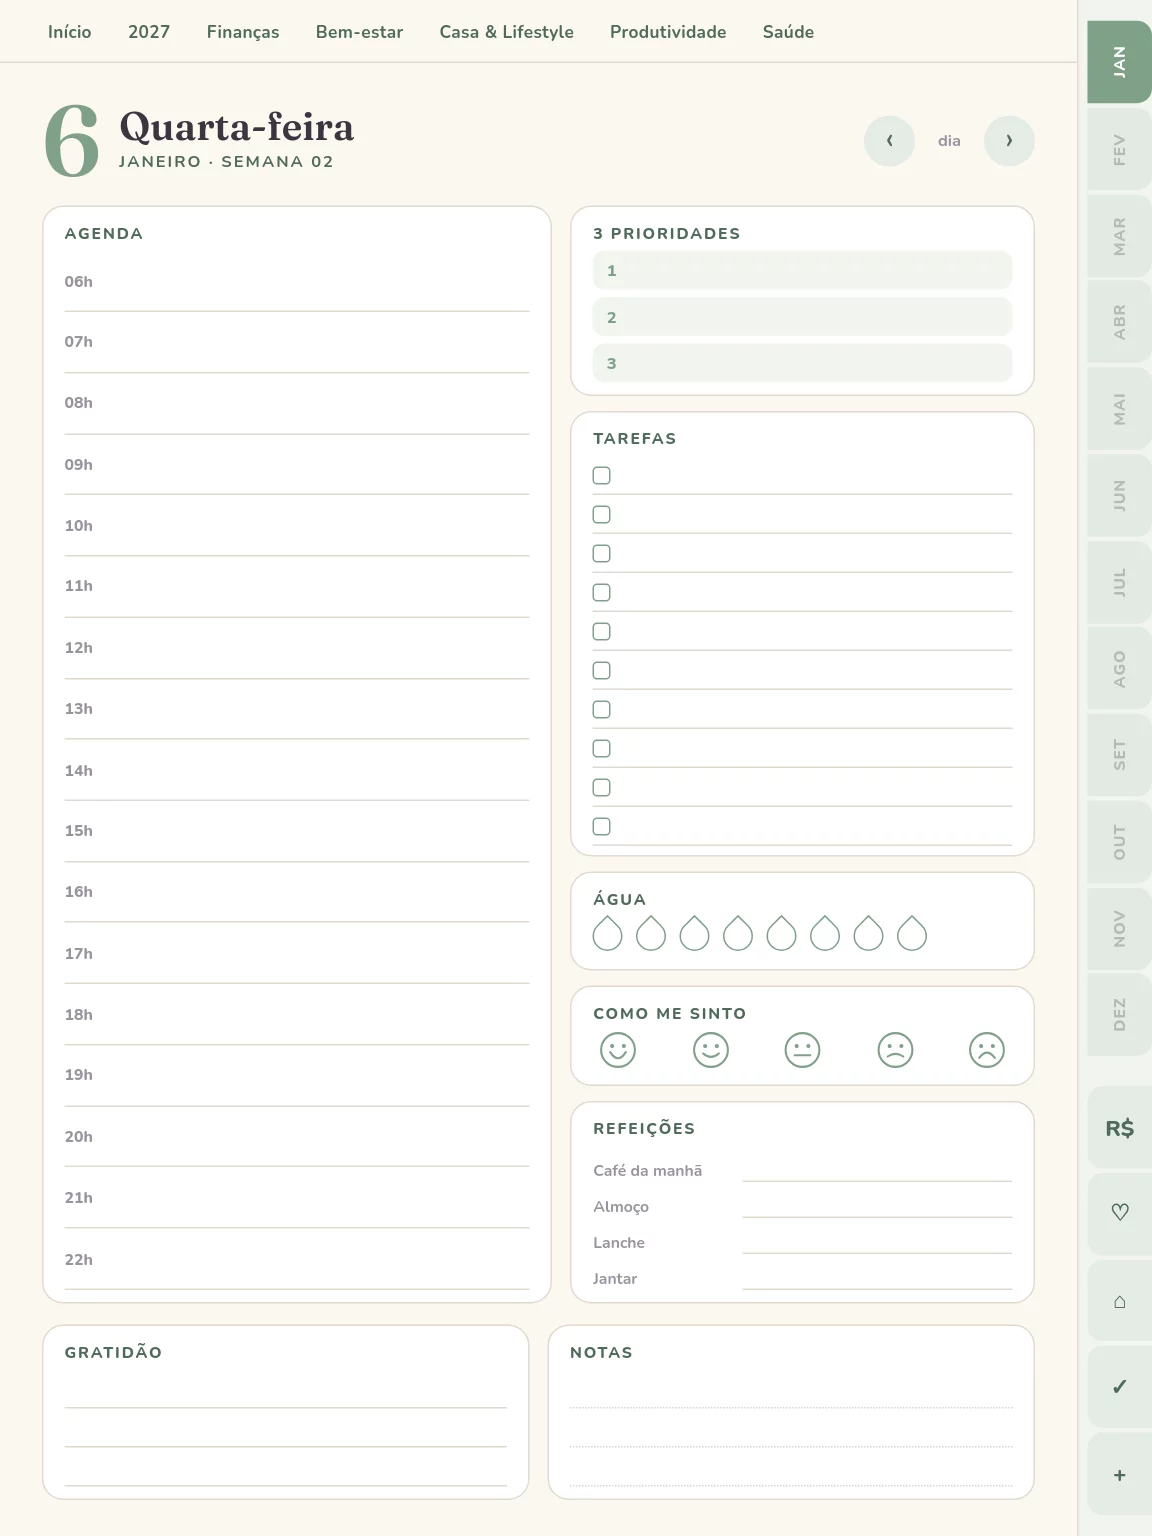 Início 2027 Finanças Bem-estar Casa & Lifestyle Produtividade Saúde
6 Quarta-feira
JANEIRO · SEMANA 02
‹ dia ›
AGENDA
06h
07h
08h
09h
10h
11h
12h
13h
14h
15h
16h
17h
18h
19h
20h
21h
22h
3 PRIORIDADES
1
2
3
TAREFAS
ÁGUA
COMO ME SINTO
REFEIÇÕES
Café da manhã
Almoço
Lanche
Jantar
GRATIDÃO
NOTAS
JAN
FEV
MAR
ABR
MAI
JUN
JUL
AGO
SET
OUT
NOV
DEZ
R$
♡
⌂
✓
+